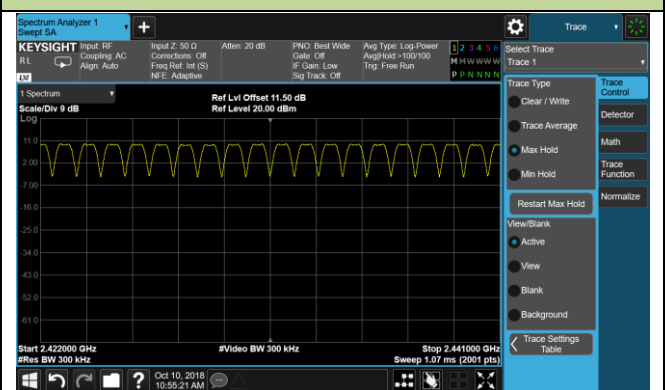 Spectrum Analyzer 1
Swept SA
+
Trace
KEYSIGHT
RL
LXI
Input: RF
Coupling: AC
Align: Auto
Input Z: 50 Ω
Corrections: Off
Freq Ref: Int (S)
NFE: Adaptive
Atten: 20 dB
PNO: Best Wide
Gate: Off
IF Gain: Low
Sig Track: Off
Avg Type: Log-Power
Avg|Hold:>100/100
Trig: Free Run
1 2 3 4 5 6
M M W W W W
P P N N N N
Select Trace
Trace 1
1 Spectrum
Scale/Div 9 dB
Log
Ref Lvl Offset 11.50 dB
Ref Level 20.00 dBm
11.0
2.00
-7.00
-16.0
-25.0
-34.0
-43.0
-52.0
-61.0
Start 2.422000 GHz
#Res BW 300 kHz
#Video BW 300 kHz
Stop 2.441000 GHz
Sweep 1.07 ms (2001 pts)
Trace Type
Clear / Write
Trace Average
Max Hold
Min Hold
Restart Max Hold
View/Blank
Active
View
Blank
Background
Trace Settings
Table
Trace
Control
Detector
Math
Trace
Function
Normalize
?
Oct 10, 2018
10:55:21 AM